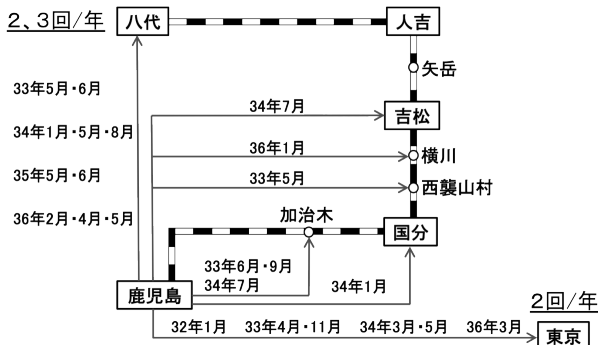 2、3回/年
八代
人吉
矢岳
33年5月・6月
34年7月
吉松
34年1月・5月・8月
36年1月
横川
35年5月・6月
33年5月
西襲山村
36年2月・4月・5月
加治木
国分
33年6月・9月
34年7月
34年1月
鹿児島
2回/年
32年1月 33年4月・11月 34年3月・5月 36年3月
東京